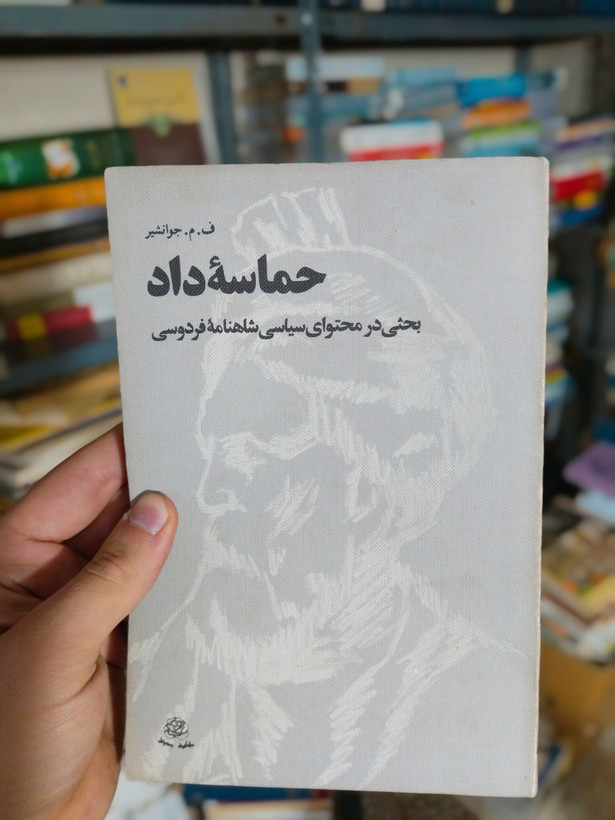 ف. م. جوانشیر
حماسهٔ داد
بحثی در محتوای سیاسی شاهنامهٔ فردوسی